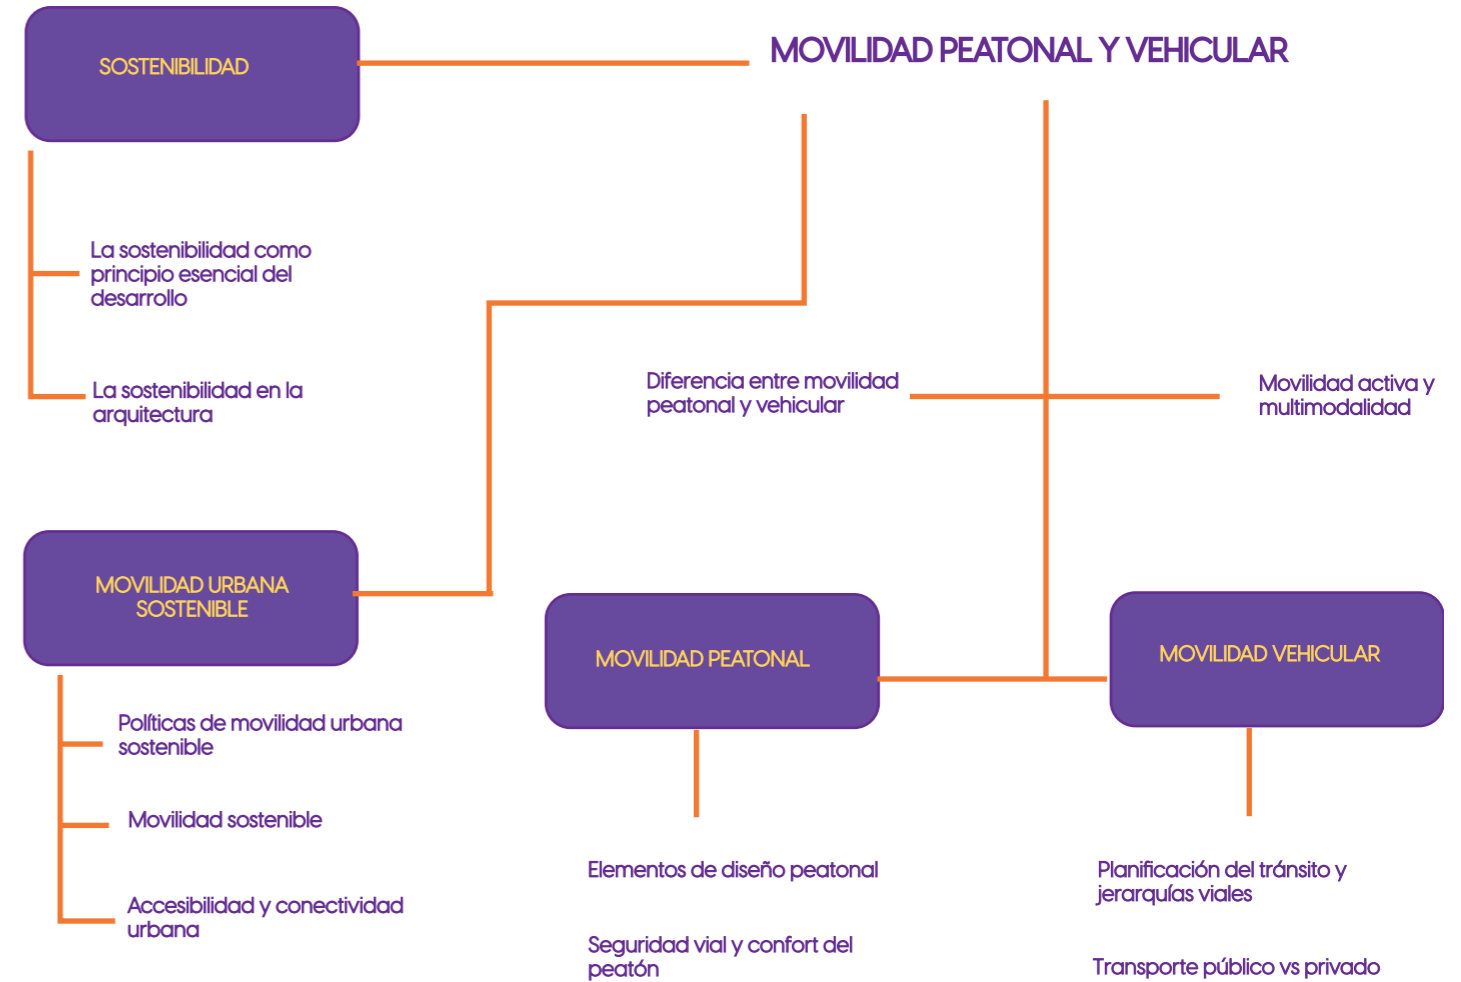 SOSTENIBILIDAD
MOVILIDAD PEATONAL Y VEHICULAR
La sostenibilidad como
principio esencial del
desarrollo
La sostenibilidad en la
arquitectura
Diferencia entre movilidad
peatonal y vehicular
Movilidad activa y
multimodalidad
MOVILIDAD URBANA
SOSTENIBLE
MOVILIDAD PEATONAL
MOVILIDAD VEHICULAR
Políticas de movilidad urbana
sostenible
Movilidad sostenible
Accesibilidad y conectividad
urbana
Elementos de diseño peatonal
Seguridad vial y confort del
peatón
Planificación del tránsito y
jerarquías viales
Transporte público vs privado